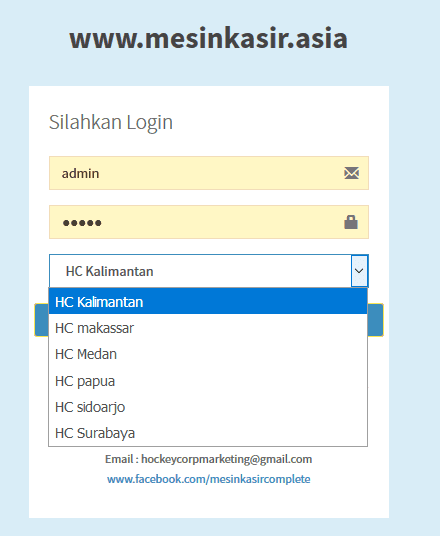 www.mesinkasir.asia
Silahkan Login
admin
●●●●●
HC Kalimantan
HC Kalimantan
HC makassar
HC Medan
HC papua
HC sidoarjo
HC Surabaya
Email : hockeycorpmarketing@gmail.com
www.facebook.com/mesinkasircomplete